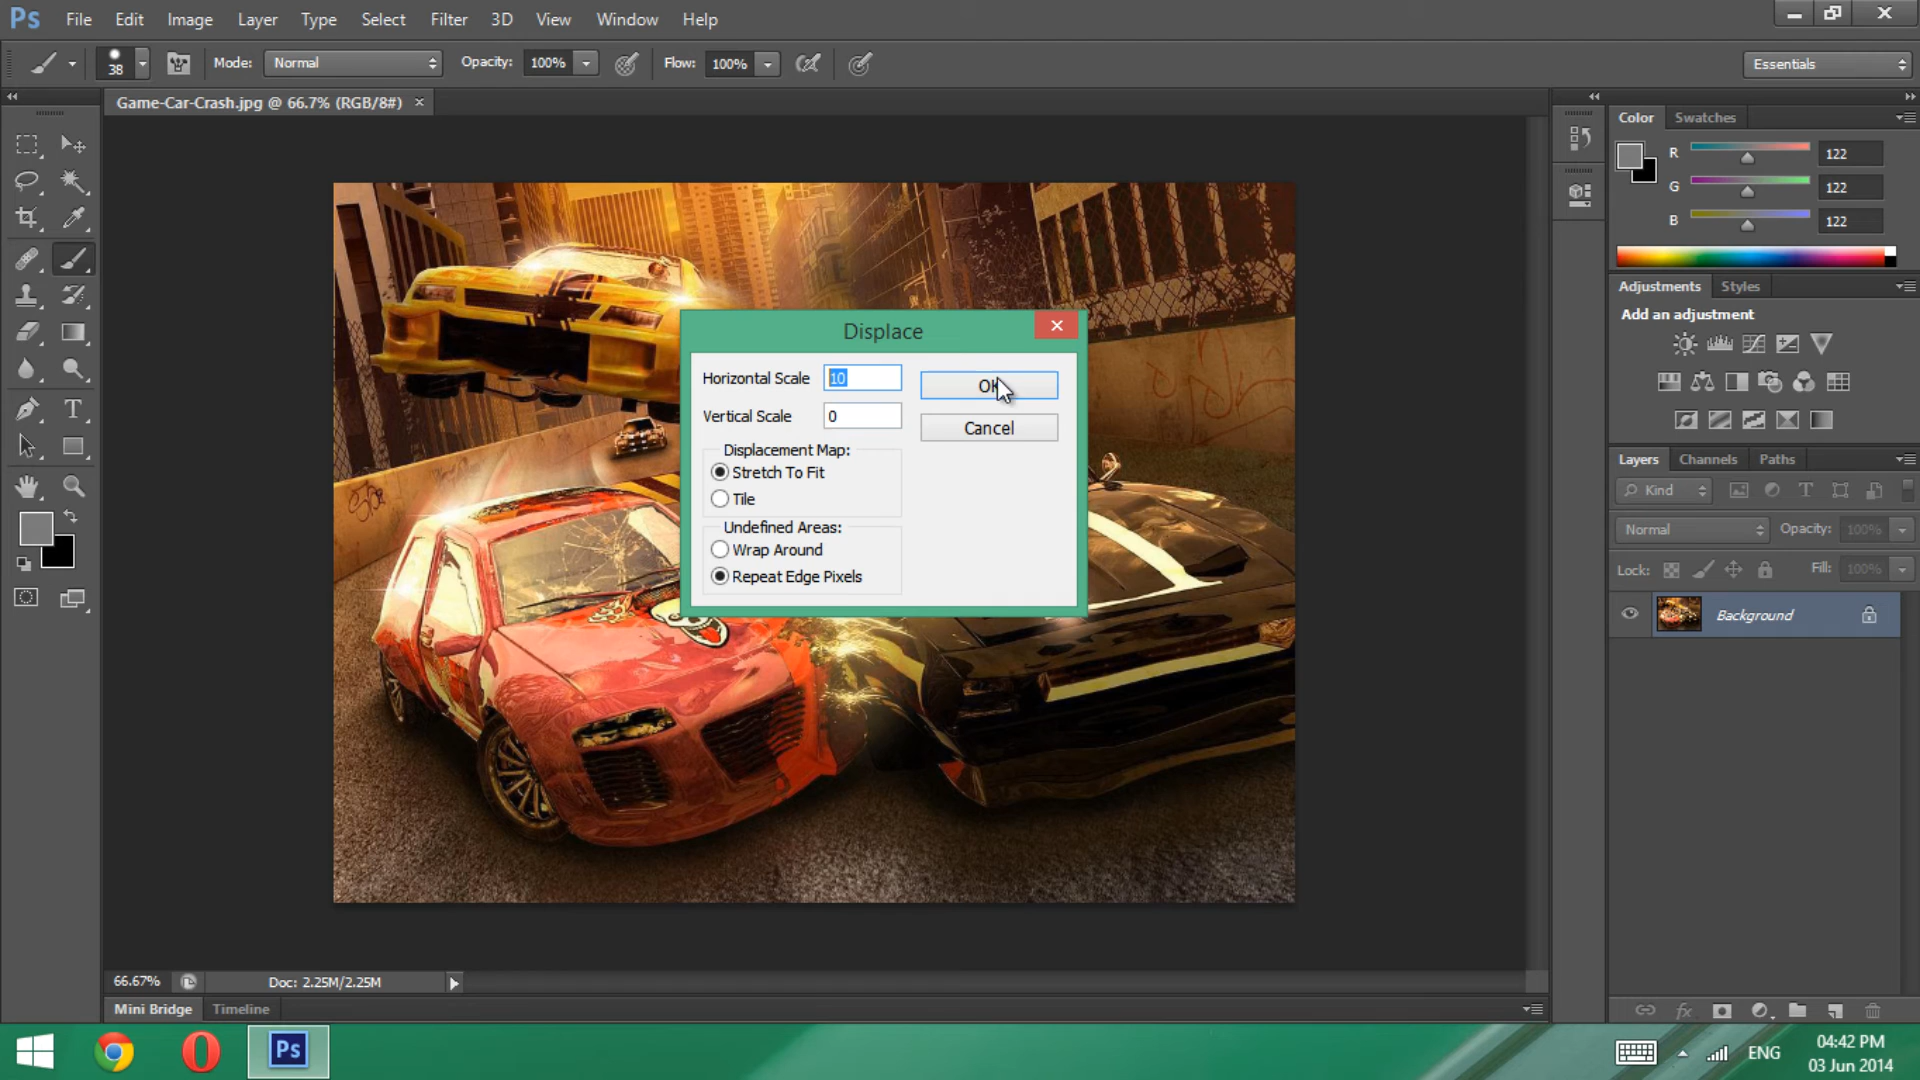 Ps File Edit Image Layer Type Select Filter 3D View Window Help
38 Mode: Normal Opacity: 100% Flow: 100% Essentials
Game-Car-Crash.jpg @ 66.7% (RGB/8#) ×
Color Swatches
R 122
G 122
B 122
Adjustments Styles
Add an adjustment
Displace
Horizontal Scale 10 OK
Vertical Scale 0 Cancel
Displacement Map:
Stretch To Fit
Tile
Undefined Areas:
Wrap Around
Repeat Edge Pixels
Layers Channels Paths
Kind
Normal Opacity: 100%
Lock: Fill: 100%
Background
66.67% Doc: 2.25M/2.25M
Mini Bridge Timeline
Ps ENG 04:42 PM
03 Jun 2014